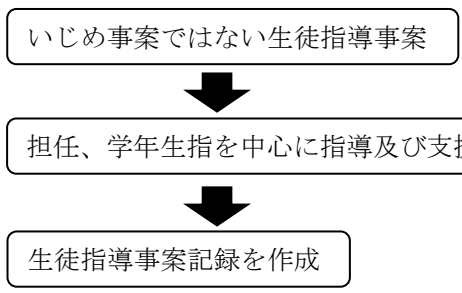 いじめ事案ではない生徒指導事案
担任、学年生指を中心に指導及び支
生徒指導事案記録を作成